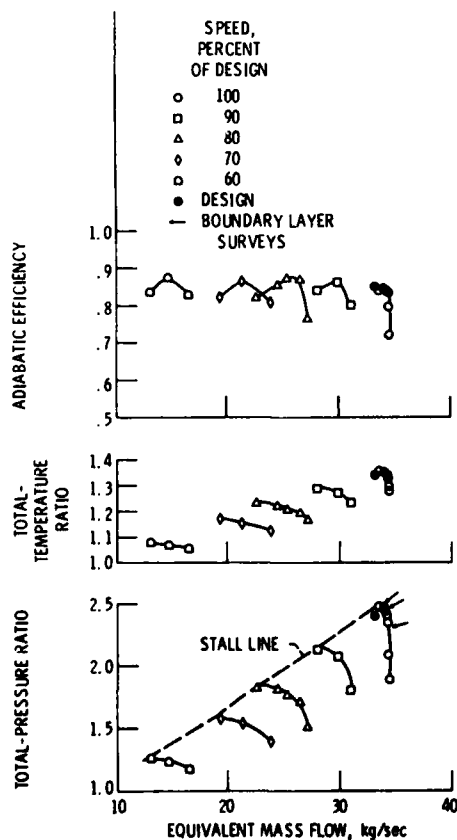 SPEED,
PERCENT
OF DESIGN
100
90
80
70
60
DESIGN
BOUNDARY LAYER
SURVEYS
ADIABATIC EFFICIENCY
1.0
.9
.8
.7
.6
.5
TOTAL-
TEMPERATURE
RATIO
1.4
1.3
1.2
1.1
1.0
TOTAL-PRESSURE RATIO
2.5
2.0
1.5
1.0
STALL LINE
10 20 30 40
EQUIVALENT MASS FLOW, kg/sec